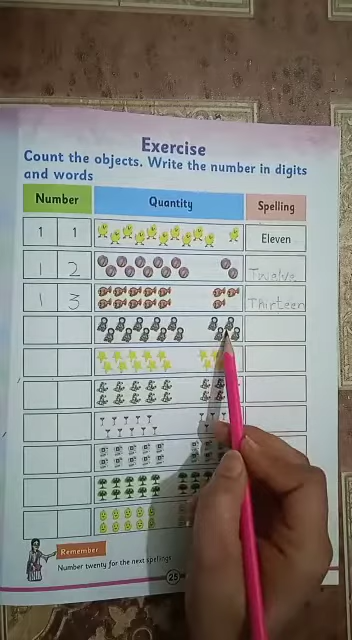 Exercise
Count the objects. Write the number in digits
and words
Number Quantity Spelling
1 1 Eleven
1 2 Twelve
1 3 Thirteen
Remember
Number twenty for the next spellings
25